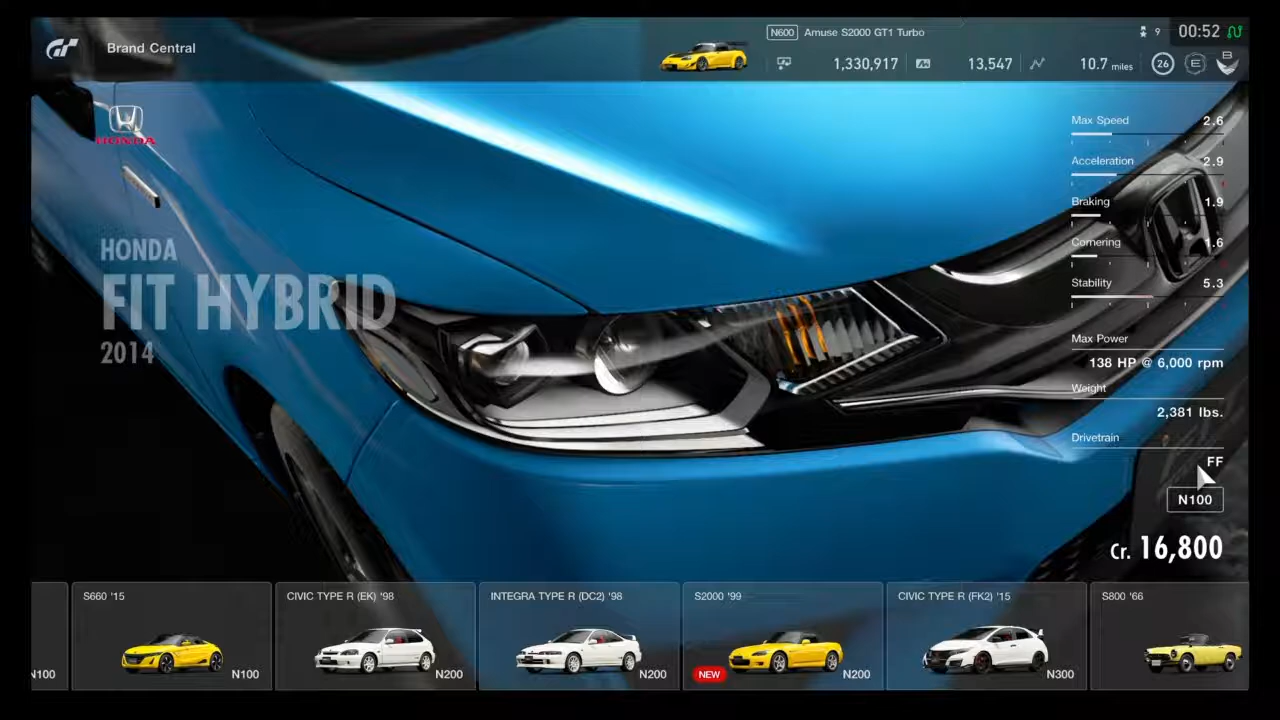 GT
Brand Central
N600 Amuse S2000 GT1 Turbo
9
00:52
1,330,917
13,547
10.7 miles
26
E
B
HONDA
HONDA
FIT HYBRID
2014
Max Speed 2.6
Acceleration 2.9
Braking 1.9
Cornering 1.6
Stability 5.3
Max Power
138 HP @ 6,000 rpm
Weight
2,381 lbs.
Drivetrain
FF
N100
Cr. 16,800
N100
S660 '15
N100
CIVIC TYPE R (EK) '98
N200
INTEGRA TYPE R (DC2) '98
N200
S2000 '99
NEW
N200
CIVIC TYPE R (FK2) '15
N300
S800 '66